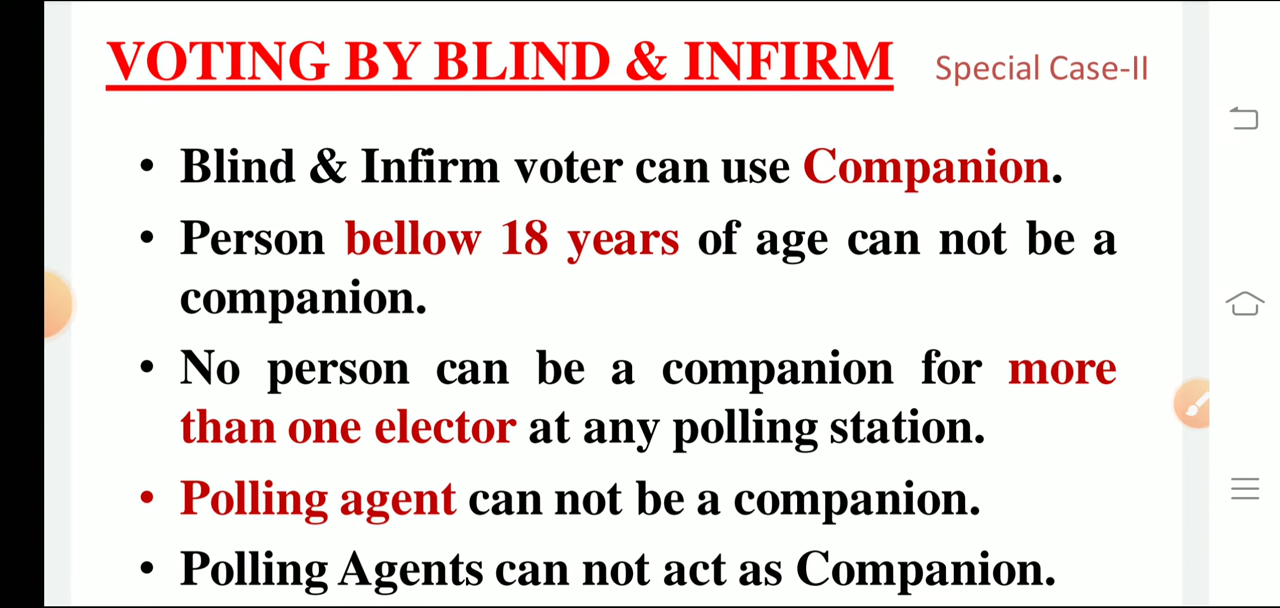 VOTING BY BLIND & INFIRM Special Case-II
• Blind & Infirm voter can use Companion.
• Person bellow 18 years of age can not be a
companion.
• No person can be a companion for more
than one elector at any polling station.
• Polling agent can not be a companion.
• Polling Agents can not act as Companion.